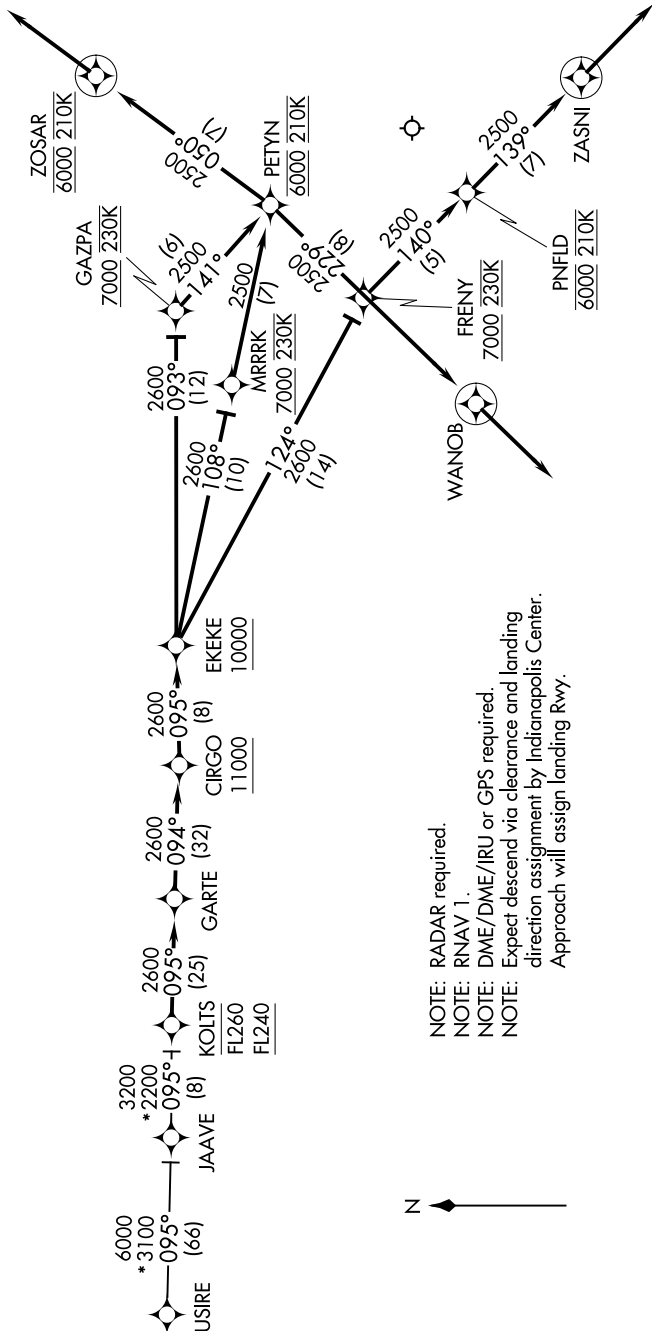 USIRE
6000
*3100
095°
(66)
JAAVE
3200
*2200
095°
(8)
KOLTS
FL260
FL240
2600
095°
(25)
GARTE
2600
094°
(32)
CIRGO
11000
2600
095°
(8)
EKEKE
10000
2600
093°
(12)
GAZPA
7000 230K
(6)
2500
141°
2600
108°
(10)
MRRRK
7000 230K
2500
(7)
PETYN
6000 210K
2500
050°
(7)
ZOSAR
6000 210K
2500
229°
(8)
WANOB
124°
2600
(14)
FRENY
7000 230K
2500
140°
(5)
PNFLD
6000 210K
2500
139°
(7)
ZASNI
NOTE: RADAR required.
NOTE: RNAV 1.
NOTE: DME/DME/IRU or GPS required.
NOTE: Expect descend via clearance and landing
direction assignment by Indianapolis Center.
Approach will assign landing Rwy.
N